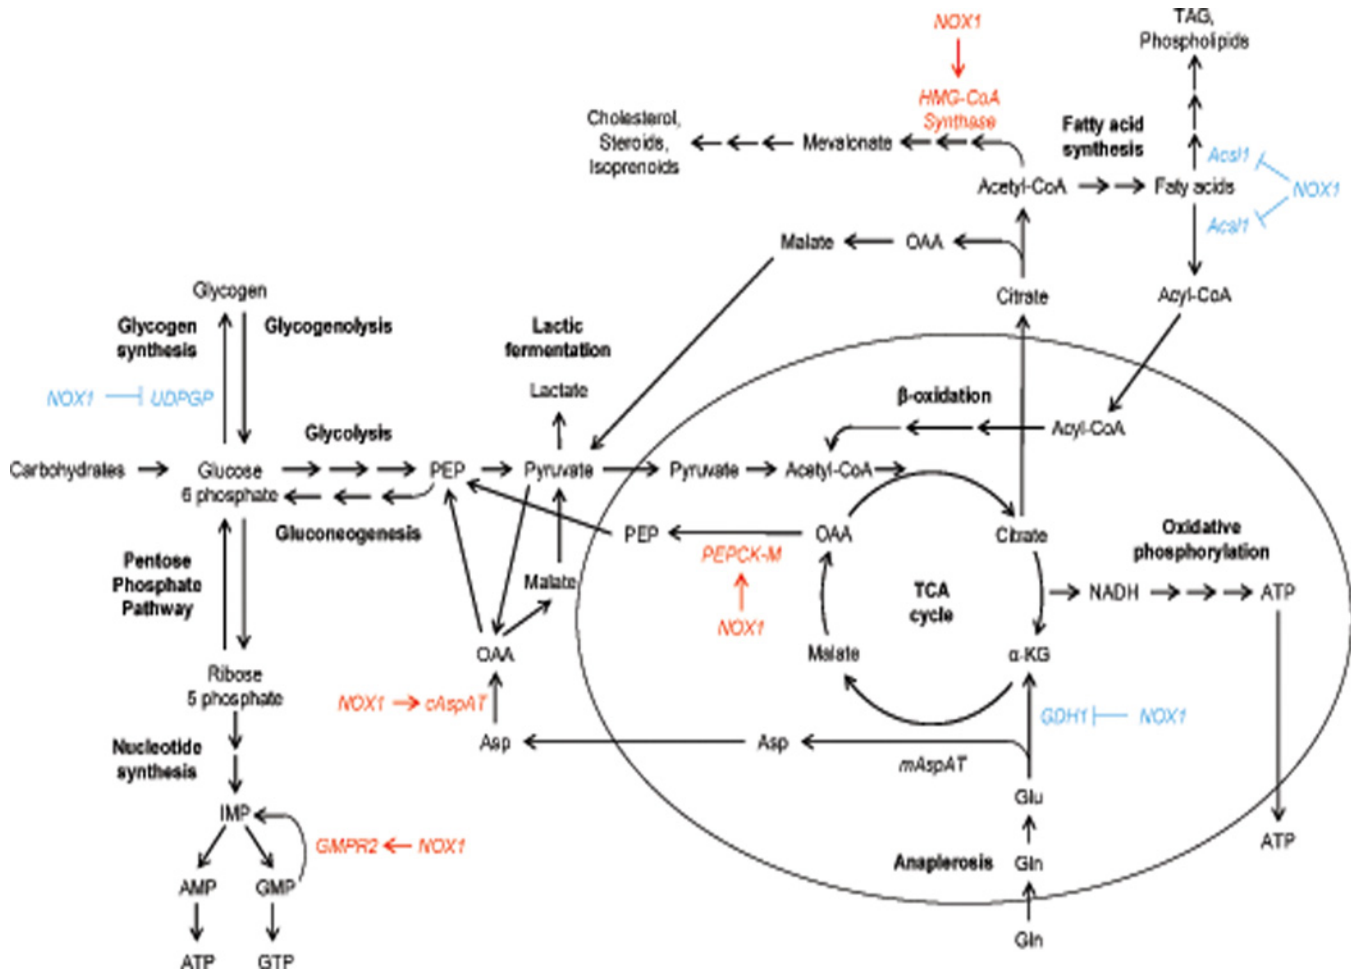 NOX1
TAG,
Phospholipids
HMG-CoA
Synthase
Cholesterol,
Steroids,
Isoprenoids
Mevalonate
Fatty acid
synthesis
Acsl1
Acetyl-CoA
Faty acids
NOX1
Acsl1
Malate
OAA
Citrate
Acyl-CoA
Glycogen
Glycogen
synthesis
Glycogenolysis
Lactic
fermentation
NOX1
UDPGP
Lactate
β-oxidation
Acyl-CoA
Glycolysis
Carbohydrates
Glucose
6 phosphate
PEP
Pyruvate
Pyruvate
Acetyl-CoA
Gluconeogenesis
PEP
OAA
Citrate
Oxidative
phosphorylation
PEPCK-M
Pentose
Phosphate
Pathway
Malate
TCA
cycle
NADH
ATP
NOX1
OAA
Malate
α-KG
Ribose
5 phosphate
NOX1
cAspAT
GDH1
NOX1
Asp
Asp
mAspAT
Nucleotide
synthesis
Glu
IMP
GMPR2
NOX1
ATP
Anaplerosis
Gln
AMP
GMP
Gln
ATP
GTP